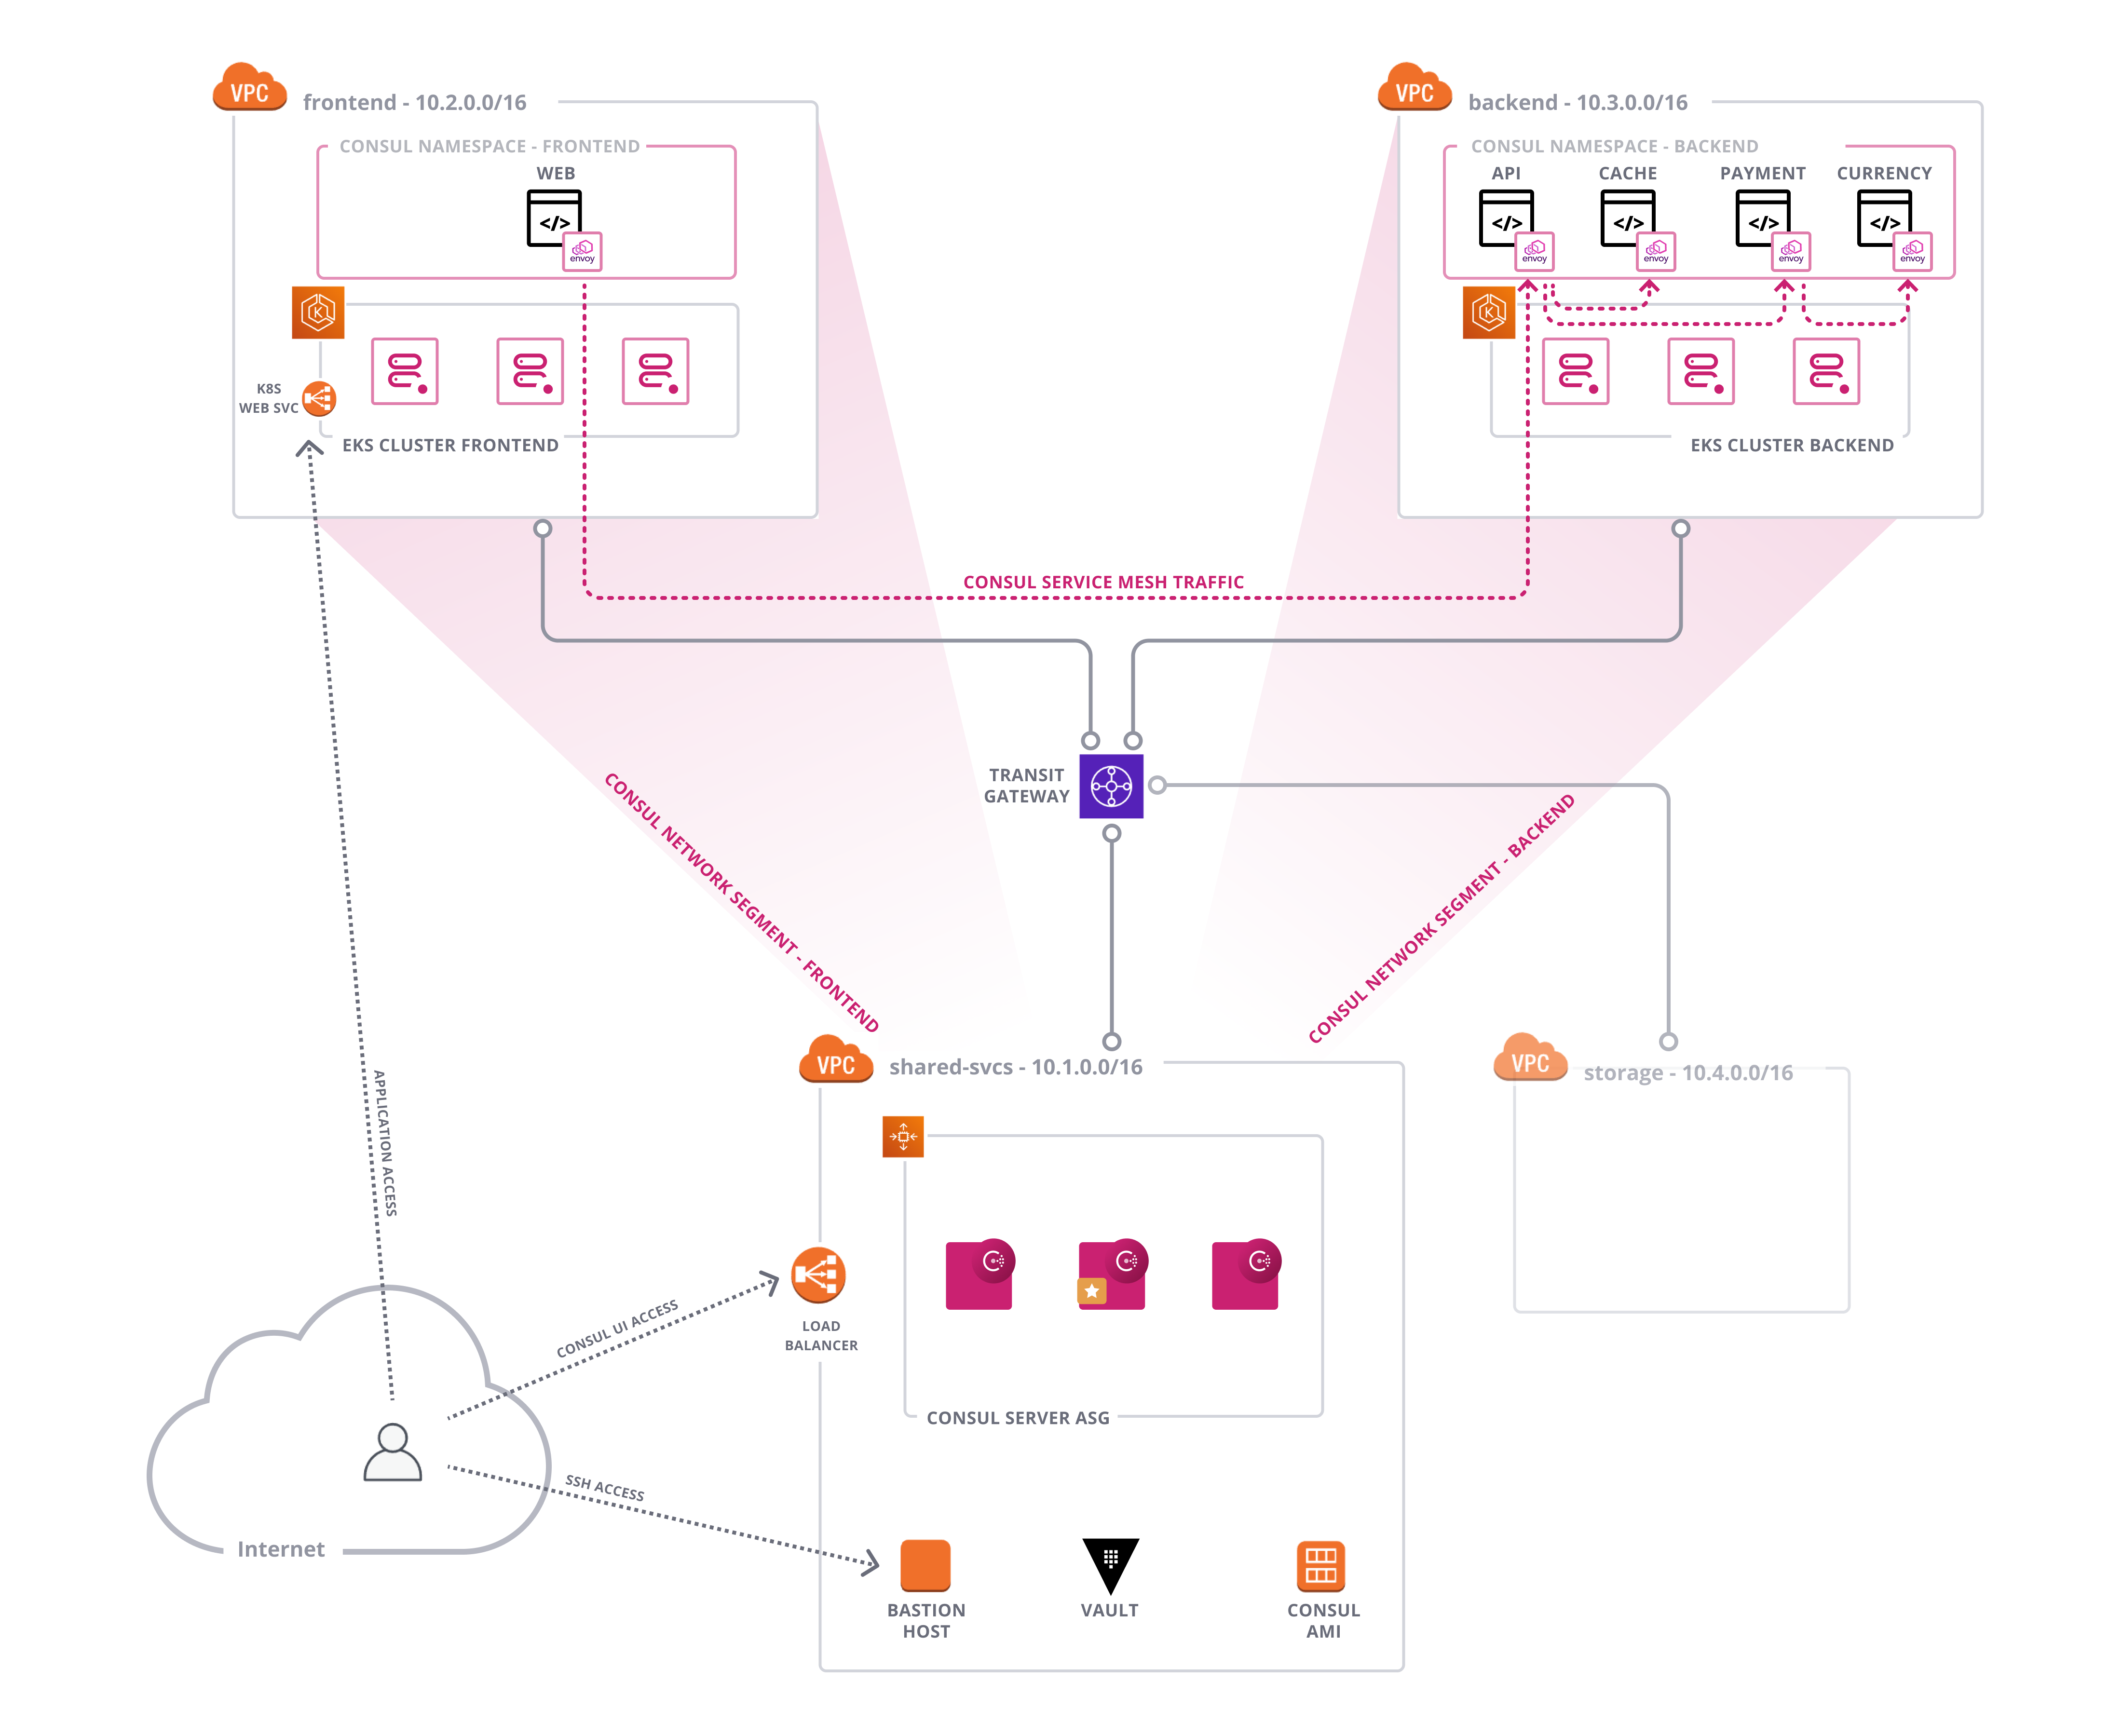 VPC
frontend - 10.2.0.0/16
CONSUL NAMESPACE - FRONTEND
WEB
</>
envoy
K8S
WEB SVC
EKS CLUSTER FRONTEND
VPC
backend - 10.3.0.0/16
CONSUL NAMESPACE - BACKEND
API
CACHE
PAYMENT
CURRENCY
</>
</>
</>
</>
envoy
envoy
envoy
envoy
K
K
EKS CLUSTER BACKEND
CONSUL SERVICE MESH TRAFFIC
TRANSIT
GATEWAY
CONSUL NETWORK SEGMENT - FRONTEND
CONSUL NETWORK SEGMENT - BACKEND
VPC
shared-svcs - 10.1.0.0/16
VPC
storage - 10.4.0.0/16
APPLICATION ACCESS
CONSUL UI ACCESS
LOAD
BALANCER
CONSUL SERVER ASG
SSH ACCESS
Internet
BASTION
HOST
VAULT
CONSUL
AMI